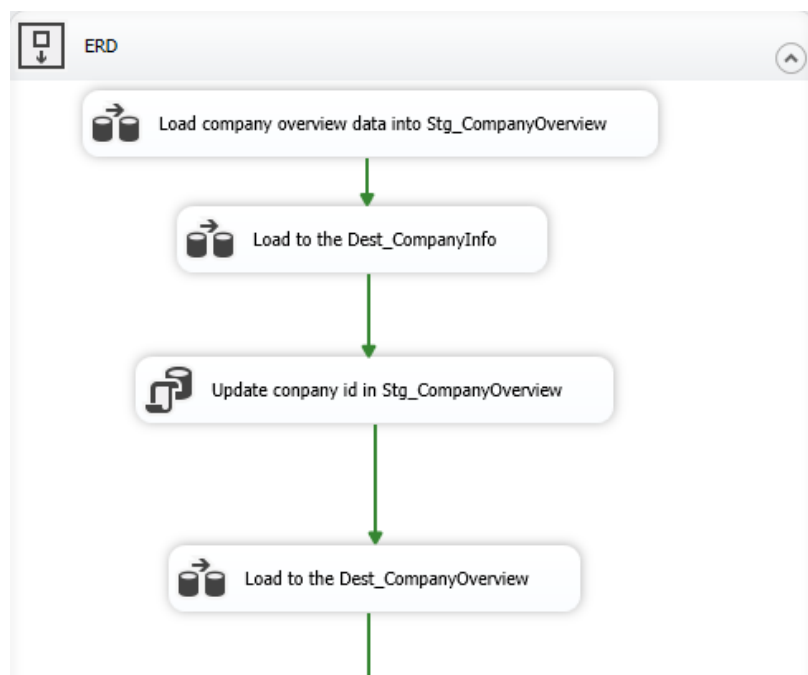 ERD
Load company overview data into Stg_CompanyOverview
Load to the Dest_CompanyInfo
Update conpany id in Stg_CompanyOverview
Load to the Dest_CompanyOverview